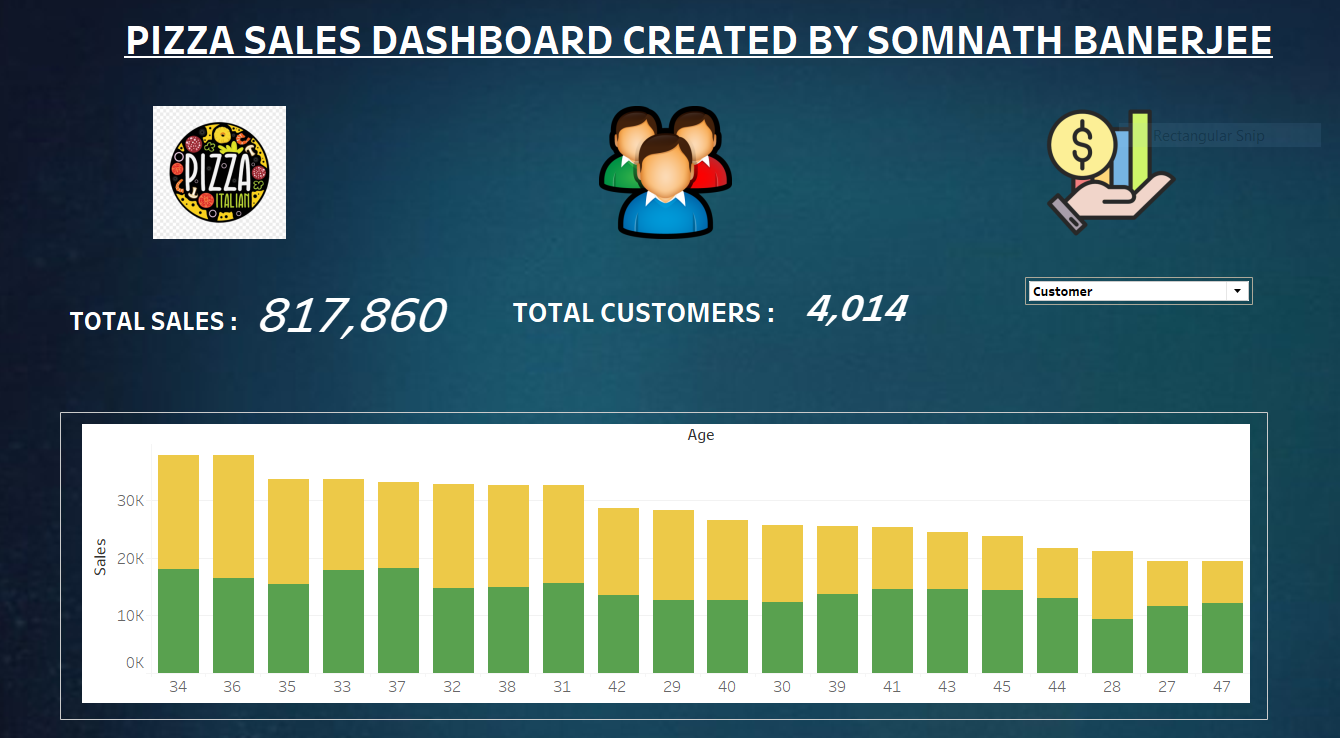 PIZZA SALES DASHBOARD CREATED BY SOMNATH BANERJEE
PIZZA
ITALIAN
$
Rectangular Snip
TOTAL SALES : 817,860
TOTAL CUSTOMERS : 4,014
Customer
Age
Sales
30K
20K
10K
0K
34 36 35 33 37 32 38 31 42 29 40 30 39 41 43 45 44 28 27 47